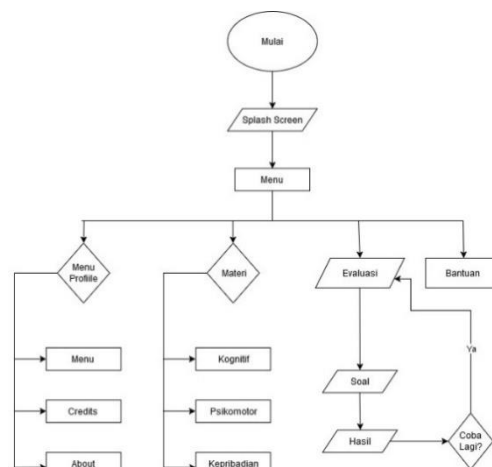 Mulai
Splash Screen
Menu
Menu
Profiile
Materi
Evaluasi
Bantuan
Menu
Kognitif
Ya
Soal
Credits
Psikomotor
Hasil
Coba
Lagi?
About
Kepribadian